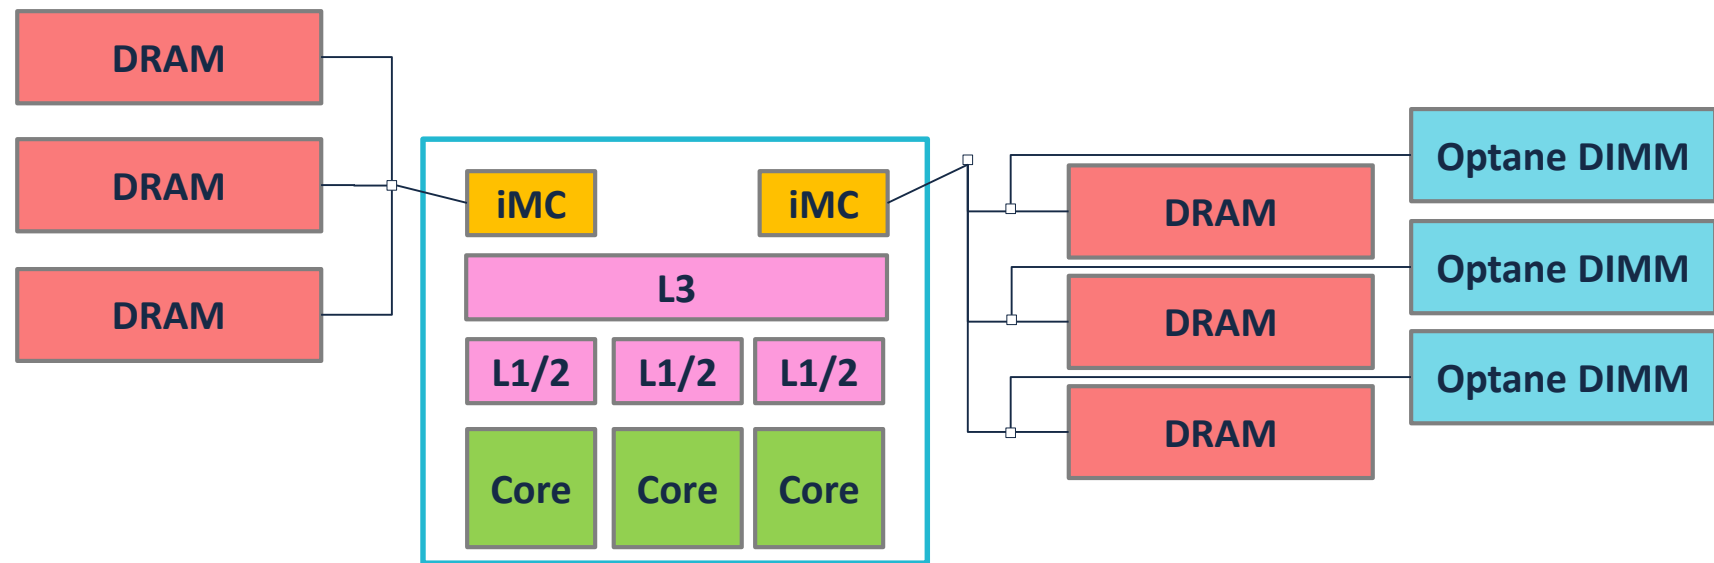 DRAM
DRAM
DRAM
iMC
iMC
L3
L1/2
L1/2
L1/2
Core
Core
Core
DRAM
DRAM
DRAM
Optane DIMM
Optane DIMM
Optane DIMM